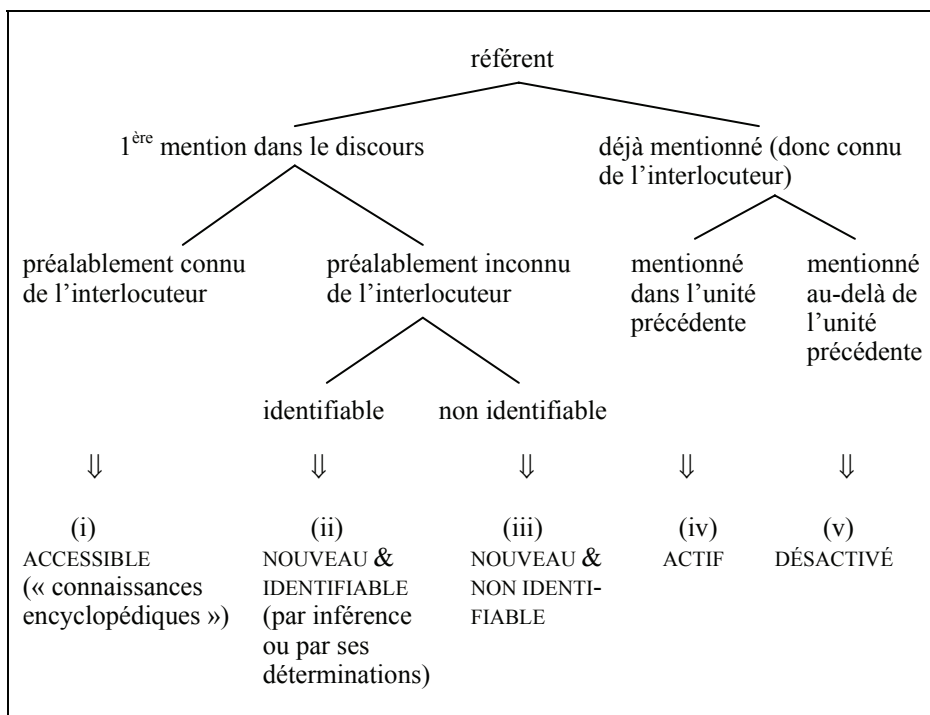 référent
1ère mention dans le discours
déjà mentionné (donc connu
de l'interlocuteur)
préalablement connu
de l'interlocuteur
préalablement inconnu
de l'interlocuteur
mentionné
dans l'unité
précédente
mentionné
au-delà de
l'unité
précédente
identifiable
non identifiable
⇓ ⇓ ⇓ ⇓ ⇓
(i)
ACCESSIBLE
(« connaissances
encyclopédiques »)
(ii)
NOUVEAU &
IDENTIFIABLE
(par inférence
ou par ses
déterminations)
(iii)
NOUVEAU &
NON IDENTI-
FIABLE
(iv)
ACTIF
(v)
DÉSACTIVÉ